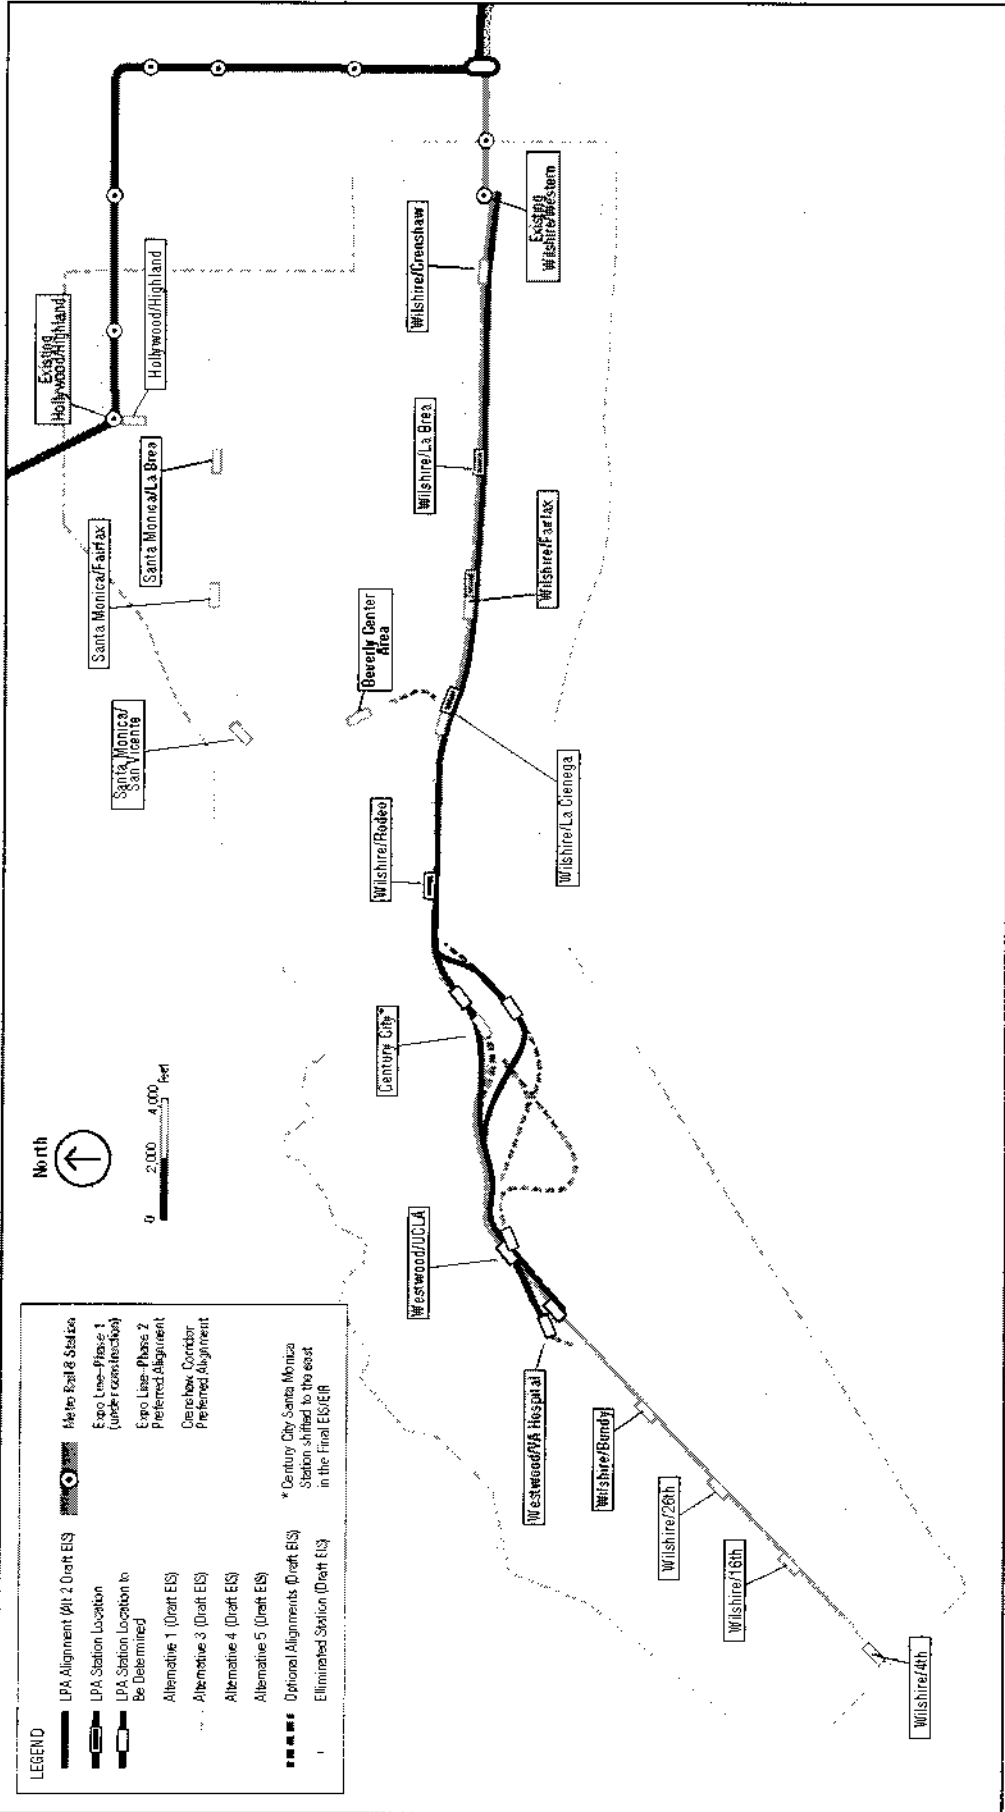 North
0
2,000
4,000
Feet
LEGEND
LPA Alignment (Alt 2 Draft EIS)
LPA Station Location
LPA Station Location to
Be Determined
Alternative 1 (Draft EIS)
Alternative 3 (Draft EIS)
Alternative 4 (Draft EIS)
Alternative 5 (Draft EIS)
Optional Alignments (Draft EIS)
Eliminated Station (Draft EIS)
Metro Rail & Station
Expo Line-Phase 1
(under construction)
Expo Line-Phase 2
Preferred Alignment
Crenshaw Corridor
Preferred Alignment
* Century City Santa Monica
Station shifted to the east
in the Final EIS/EIR
Existing
Hollywood/Highland
Hollywood/Highland
Santa Monica/La Brea
Santa Monica/Fairfax
Santa Monica/
San Vicente
Beverly Center
Area
Wilshire/Crenshaw
Existing
Wilshire/Western
Wilshire/La Brea
Wilshire/Fairfax
Wilshire/La Cienega
Wilshire/Rodeo
Century City*
Westwood/UCLA
Westwood/VA Hospital
Wilshire/Bundy
Wilshire/26th
Wilshire/16th
Wilshire/4th